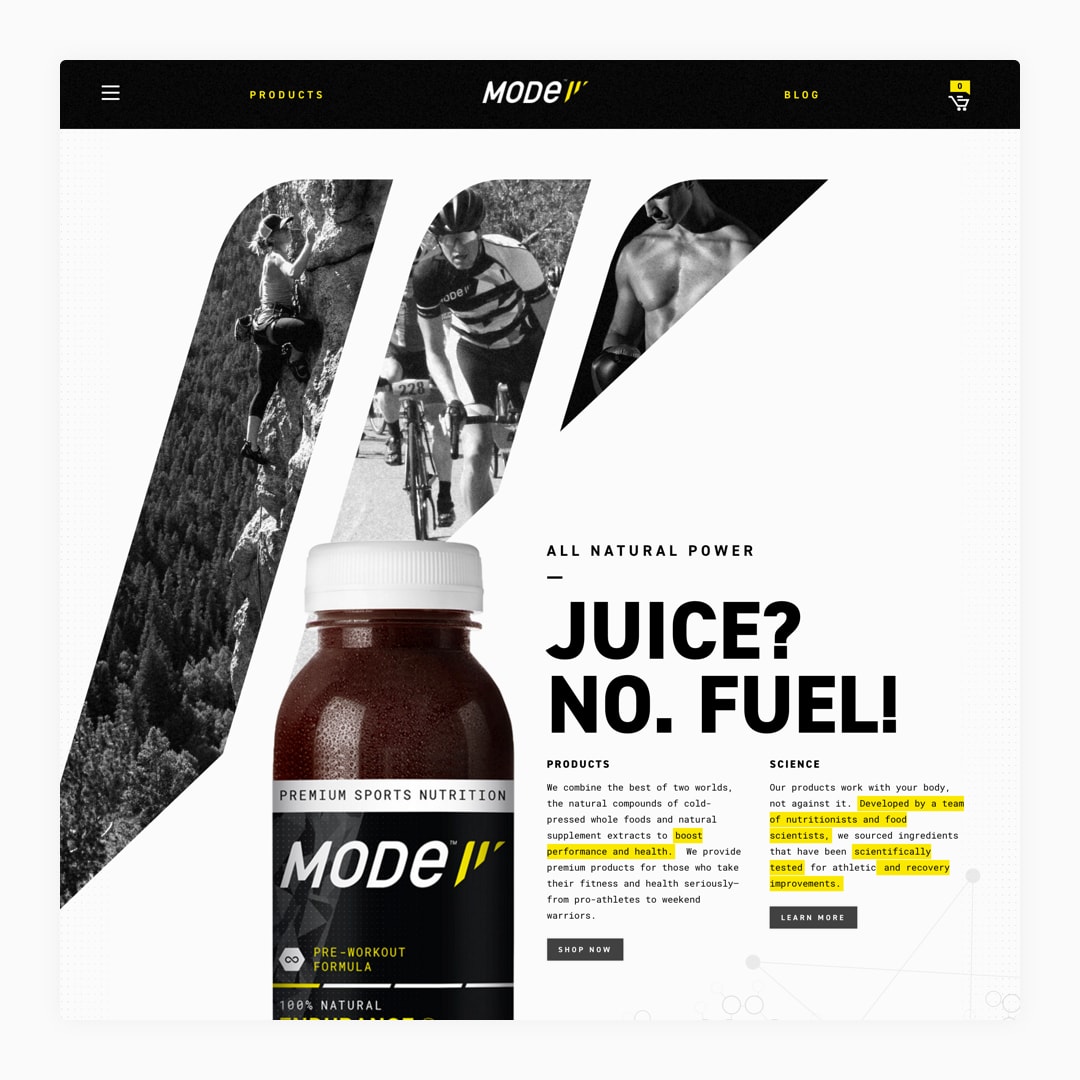 PRODUCTS
MODE
BLOG
0
MODE
228
ALL NATURAL POWER
JUICE?
NO. FUEL!
PRODUCTS
We combine the best of two worlds,
the natural compounds of cold-
pressed whole foods and natural
supplement extracts to boost
performance and health. We provide
premium products for those who take
their fitness and health seriously—
from pro-athletes to weekend
warriors.
SHOP NOW
SCIENCE
Our products work with your body,
not against it. Developed by a team
of nutritionists and food
scientists, we sourced ingredients
that have been scientifically
tested for athletic and recovery
improvements.
LEARN MORE
PREMIUM SPORTS NUTRITION
MODE™
PRE-WORKOUT
FORMULA
100% NATURAL
ENDURANCE